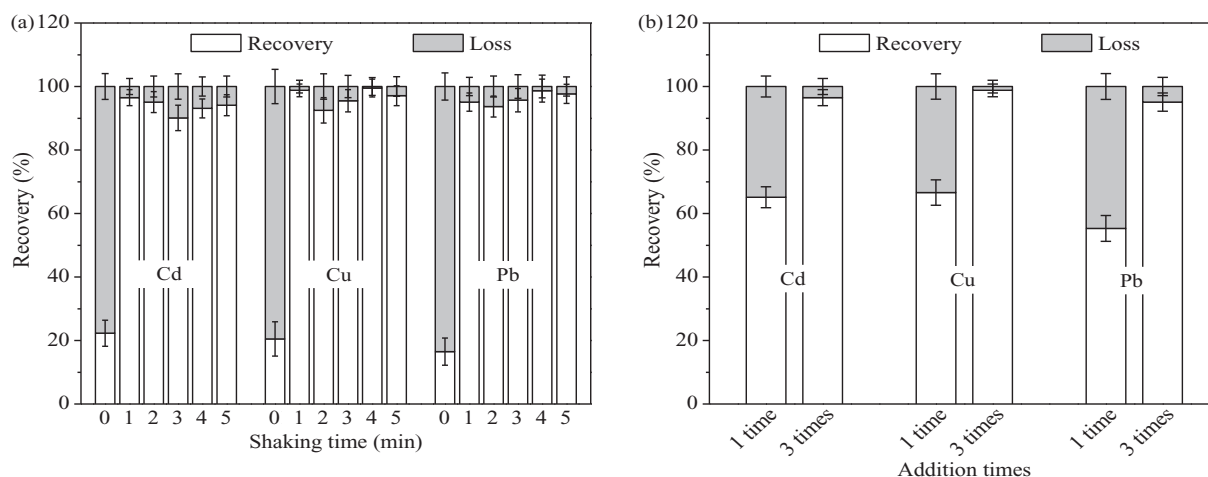 (a)
120
100
80
60
40
20
0
Recovery (%)
Recovery
Loss
Cd
Cu
Pb
0 1 2 3 4 5 0 1 2 3 4 5 0 1 2 3 4 5
Shaking time (min)
(b)
120
100
80
60
40
20
0
Recovery (%)
Recovery
Loss
Cd
Cu
Pb
1 time 3 times 1 time 3 times 1 time 3 times
Addition times